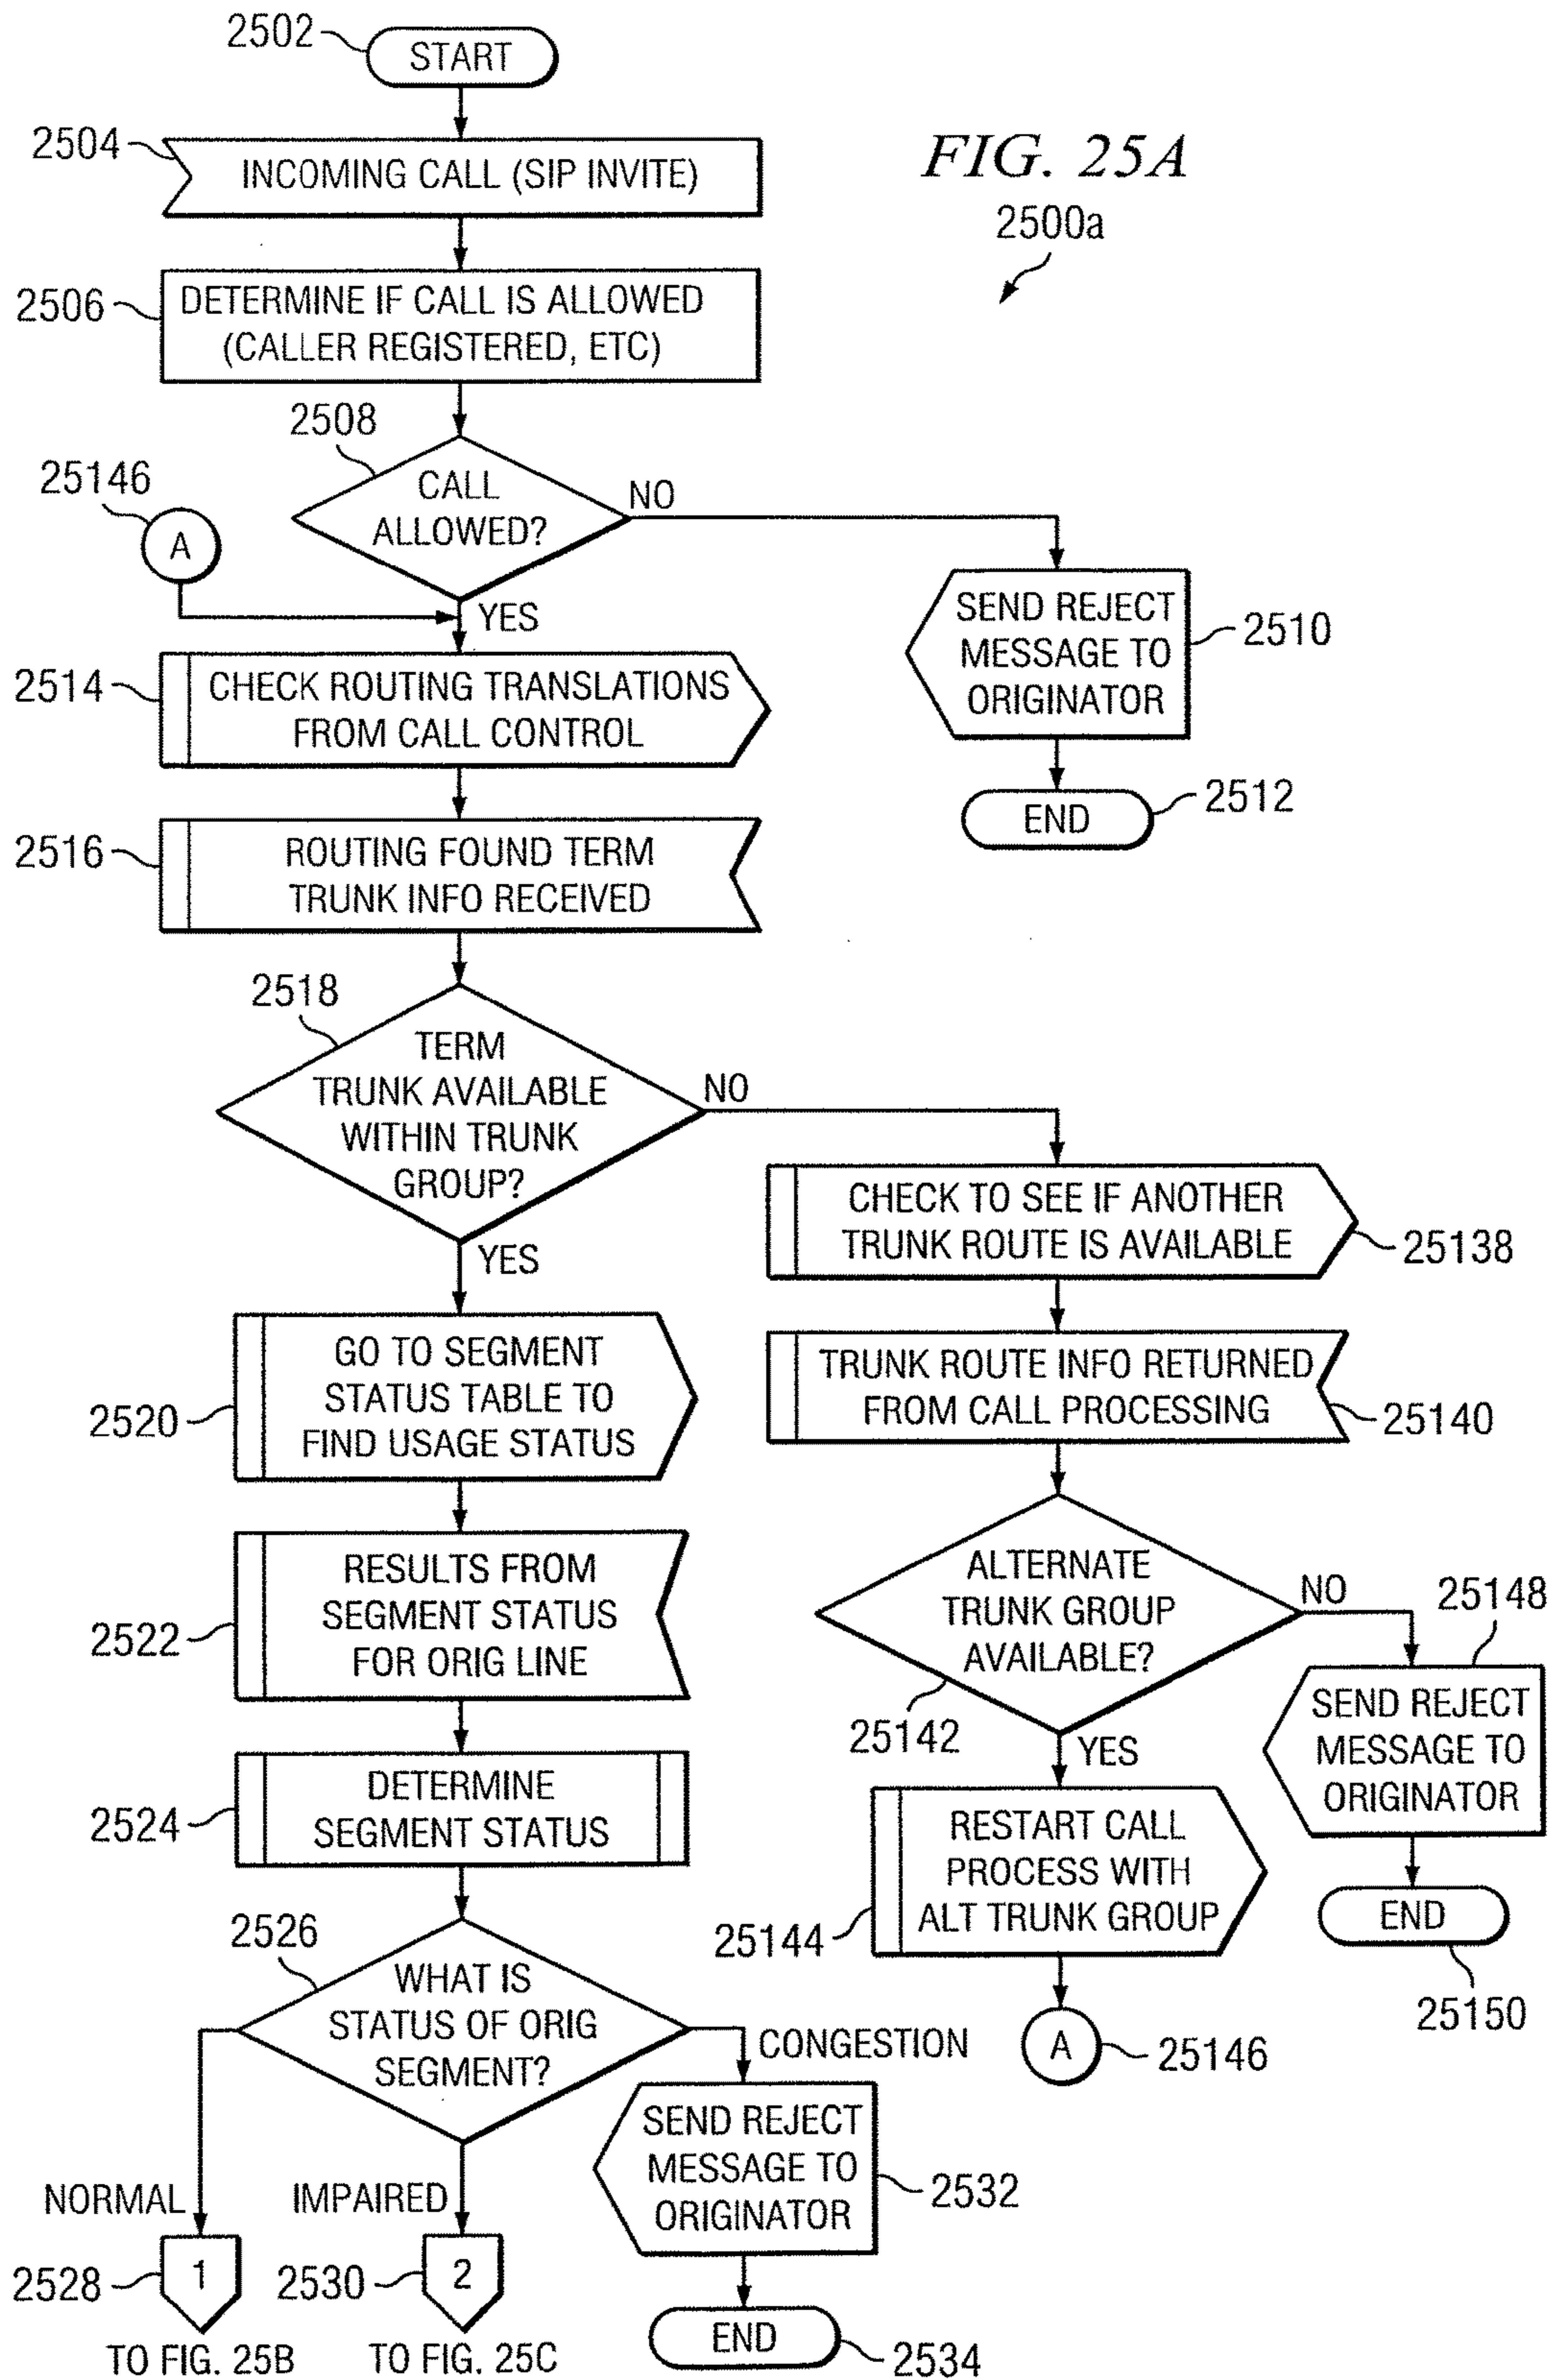 2502
START
2504
INCOMING CALL (SIP INVITE)
FIG. 25A
2500a
2506
DETERMINE IF CALL IS ALLOWED
(CALLER REGISTERED, ETC)
2508
CALL
ALLOWED?
NO
YES
25146
A
SEND REJECT
MESSAGE TO
ORIGINATOR
2510
END
2512
2514
CHECK ROUTING TRANSLATIONS
FROM CALL CONTROL
2516
ROUTING FOUND TERM
TRUNK INFO RECEIVED
2518
TERM
TRUNK AVAILABLE
WITHIN TRUNK
GROUP?
NO
YES
CHECK TO SEE IF ANOTHER
TRUNK ROUTE IS AVAILABLE
25138
2520
GO TO SEGMENT
STATUS TABLE TO
FIND USAGE STATUS
TRUNK ROUTE INFO RETURNED
FROM CALL PROCESSING
25140
2522
RESULTS FROM
SEGMENT STATUS
FOR ORIG LINE
ALTERNATE
TRUNK GROUP
AVAILABLE?
25142
NO
YES
25148
SEND REJECT
MESSAGE TO
ORIGINATOR
END
25150
2524
DETERMINE
SEGMENT STATUS
25144
RESTART CALL
PROCESS WITH
ALT TRUNK GROUP
A
25146
2526
WHAT IS
STATUS OF ORIG
SEGMENT?
CONGESTION
SEND REJECT
MESSAGE TO
ORIGINATOR
2532
END
2534
NORMAL
IMPAIRED
2528
1
2530
2
TO FIG. 25B
TO FIG. 25C